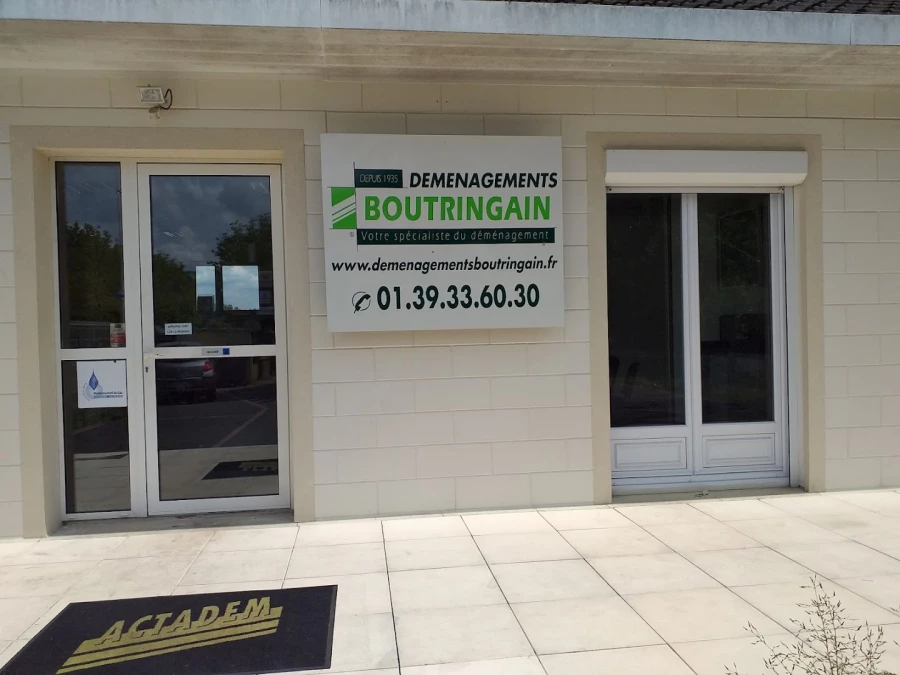 DEPUIS 1935
DEMENAGEMENTS
BOUTRINGAIN
Votre spécialiste du déménagement
www.demenagementsboutringain.fr
01.39.33.60.30
ACTADEM